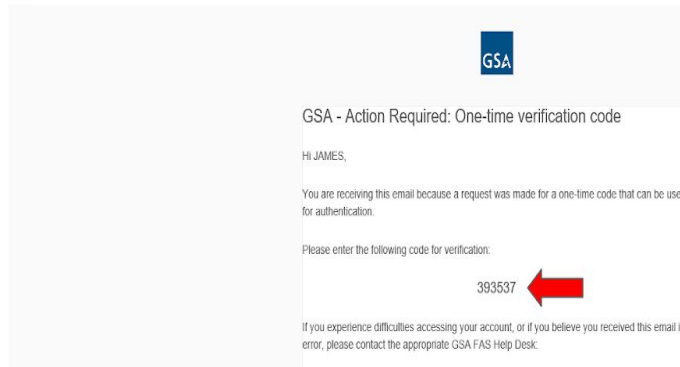 GSA
GSA - Action Required: One-time verification code
Hi JAMES,
You are receiving this email because a request was made for a one-time code that can be use
for authentication.
Please enter the following code for verification:
393537
If you experience difficulties accessing your account, or if you believe you received this email i
error, please contact the appropriate GSA FAS Help Desk: